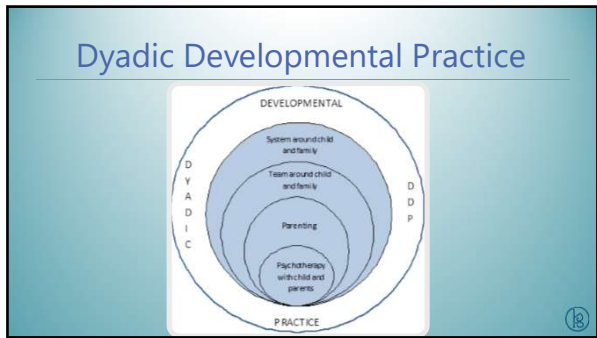 Dyadic Developmental Practice
DEVELOPMENTAL
System around child
and family
Team around child
and family
D
Y
A
D
I
C
D
D
P
Parenting
Psychotherapy
with child and
parents
PRACTICE